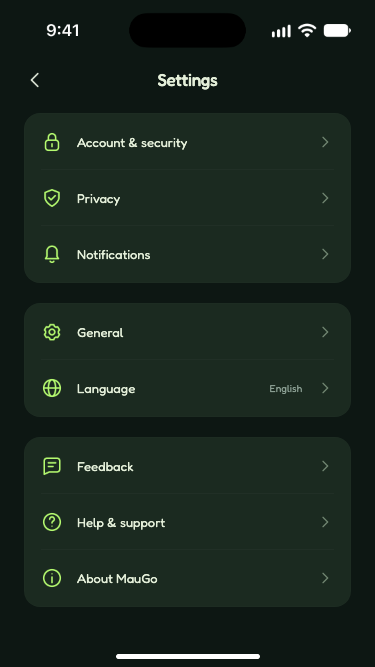 9:41
Settings
Account & security
Privacy
Notifications
General
Language English
Feedback
Help & support
About MauGo